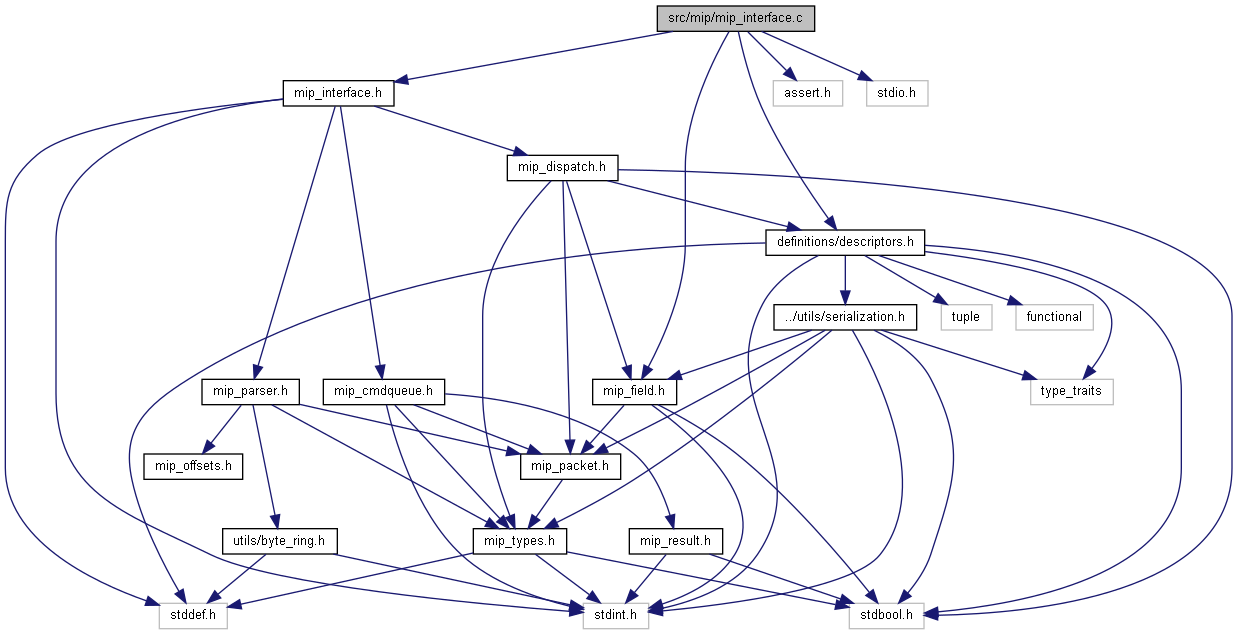 src/mip/mip_interface.c
mip_interface.h
assert.h
stdio.h
mip_dispatch.h
definitions/descriptors.h
../utils/serialization.h
tuple
functional
mip_parser.h
mip_cmdqueue.h
mip_field.h
type_traits
mip_offsets.h
mip_packet.h
utils/byte_ring.h
mip_types.h
mip_result.h
stddef.h
stdint.h
stdbool.h